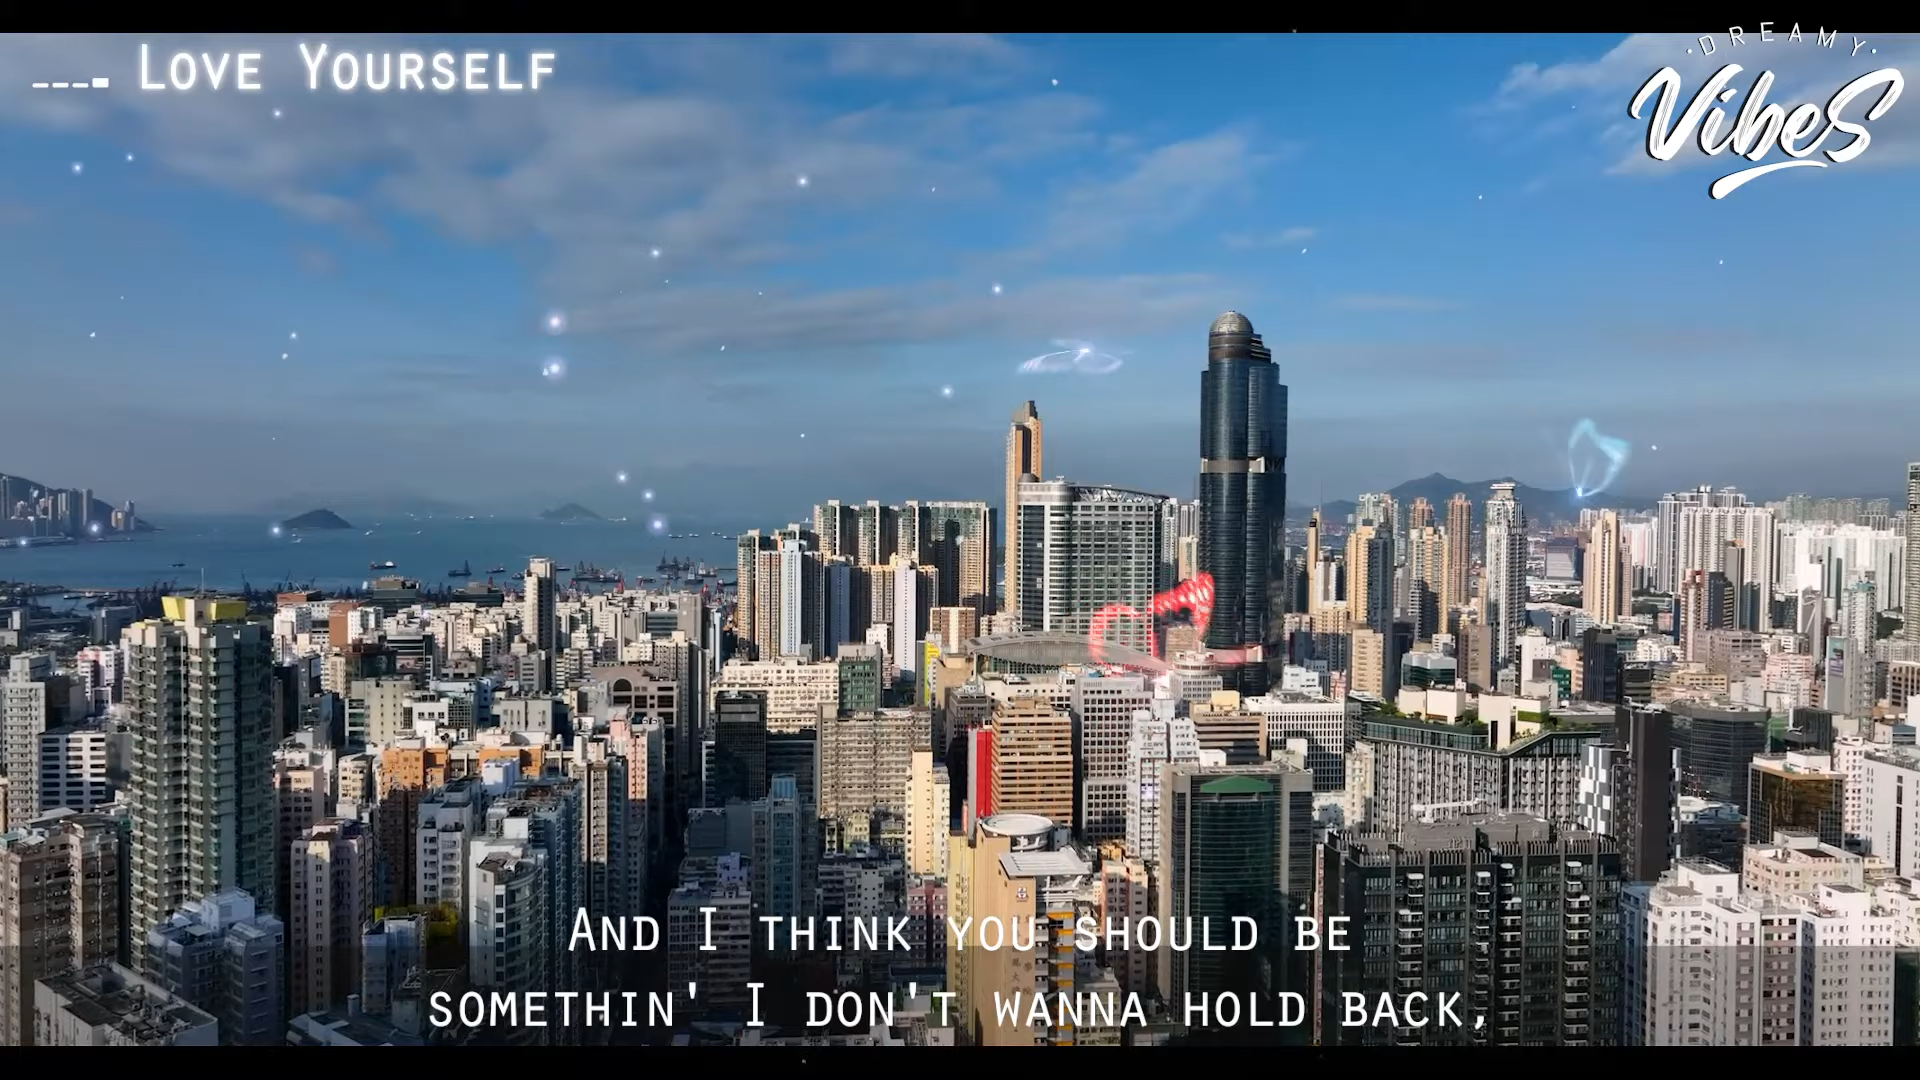 Love Yourself
DREAMY
Vibes
And I think you should be
somethin' I don't wanna hold back,